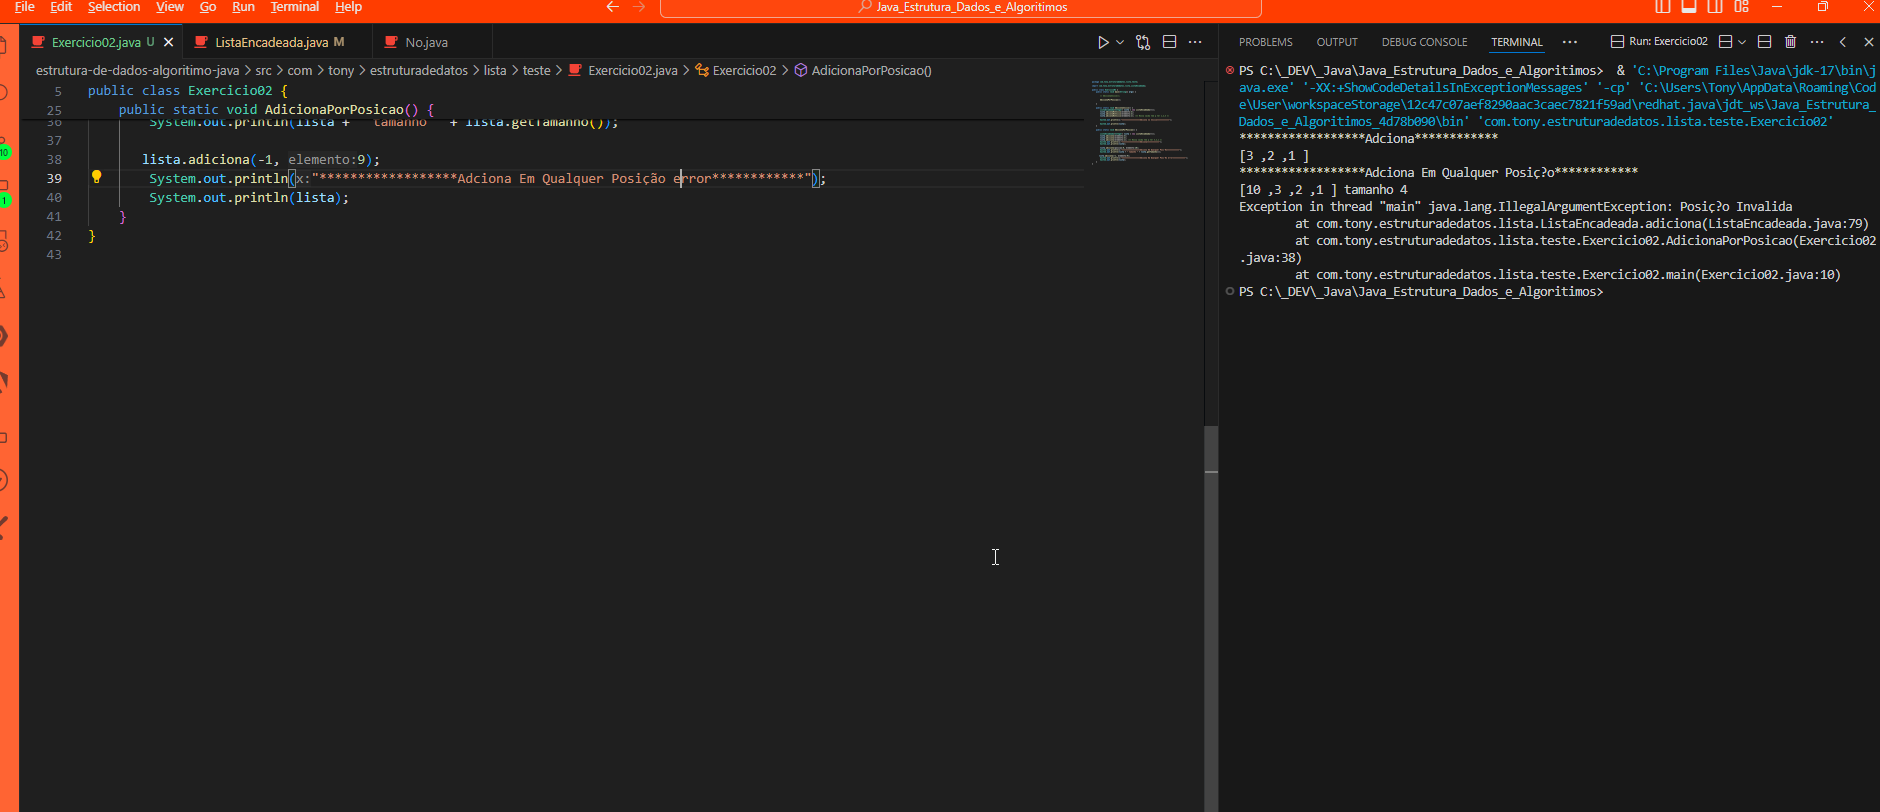 File Edit Selection View Go Run Terminal Help
Java_Estrutura_Dados_e_Algoritimos
Exercicio02.java U
ListaEncadeada.java M
No.java
estrutura-de-dados-algoritimo-java > src > com > tony > estruturadedatos > lista > teste > Exercicio02.java > Exercicio02 > AdicionaPorPosicao()
5 public class Exercicio02 {
25 public static void AdicionaPorPosicao() {
36 System.out.println(lista + " tamanho " + lista.getTamanho());
37
38 lista.adiciona(-1, elemento:9);
39 System.out.println(x:"******************Adciona Em Qualquer Posição error************");
40 System.out.println(lista);
41 }
42 }
43
10
1
PROBLEMS OUTPUT DEBUG CONSOLE TERMINAL ··· Run: Exercicio02
PS C:\_DEV\_Java\Java_Estrutura_Dados_e_Algoritimos> & 'C:\Program Files\Java\jdk-17\bin\j
ava.exe' '-XX:+ShowCodeDetailsInExceptionMessages' '-cp' 'C:\Users\Tony\AppData\Roaming\Cod
e\User\workspaceStorage\12c47c07aef8290aac3caec7821f59ad\redhat.java\jdt_ws\Java_Estrutura_
Dados_e_Algoritimos_4d78b090\bin' 'com.tony.estruturadedatos.lista.teste.Exercicio02'
******************Adciona************
[3 ,2 ,1 ]
******************Adciona Em Qualquer Posiç?o************
[10 ,3 ,2 ,1 ] tamanho 4
Exception in thread "main" java.lang.IllegalArgumentException: Posiç?o Invalida
at com.tony.estruturadedatos.lista.ListaEncadeada.adiciona(ListaEncadeada.java:79)
at com.tony.estruturadedatos.lista.teste.Exercicio02.AdicionaPorPosicao(Exercicio02
.java:38)
at com.tony.estruturadedatos.lista.teste.Exercicio02.main(Exercicio02.java:10)
PS C:\_DEV\_Java\Java_Estrutura_Dados_e_Algoritimos>